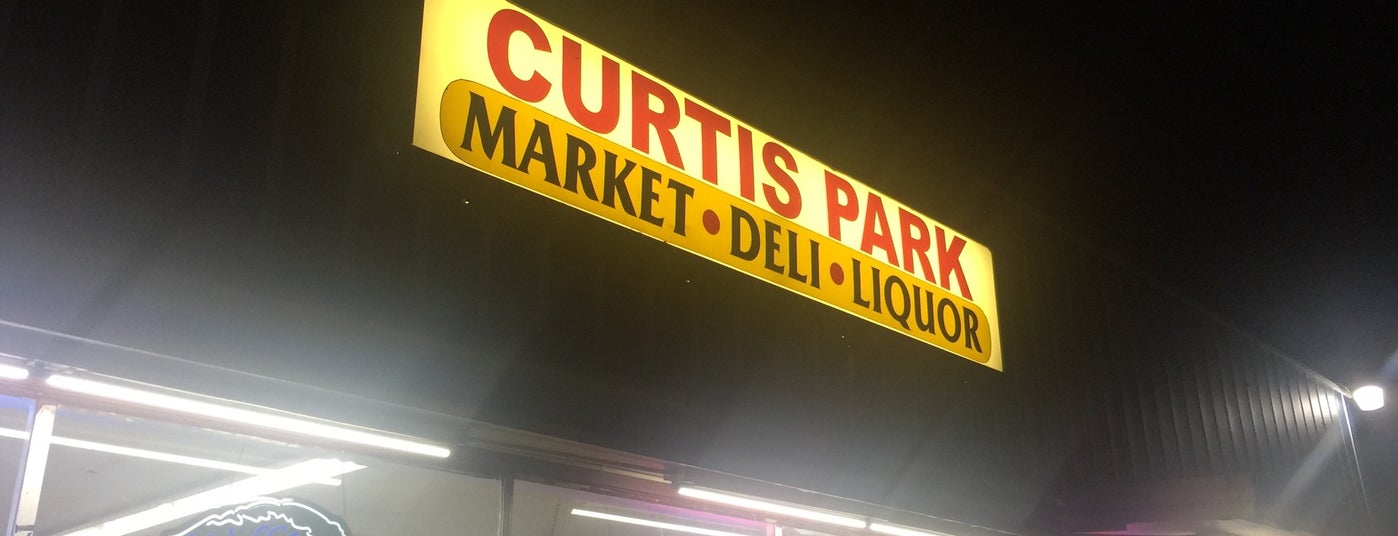 CURTIS PARK
MARKET • DELI • LIQUOR